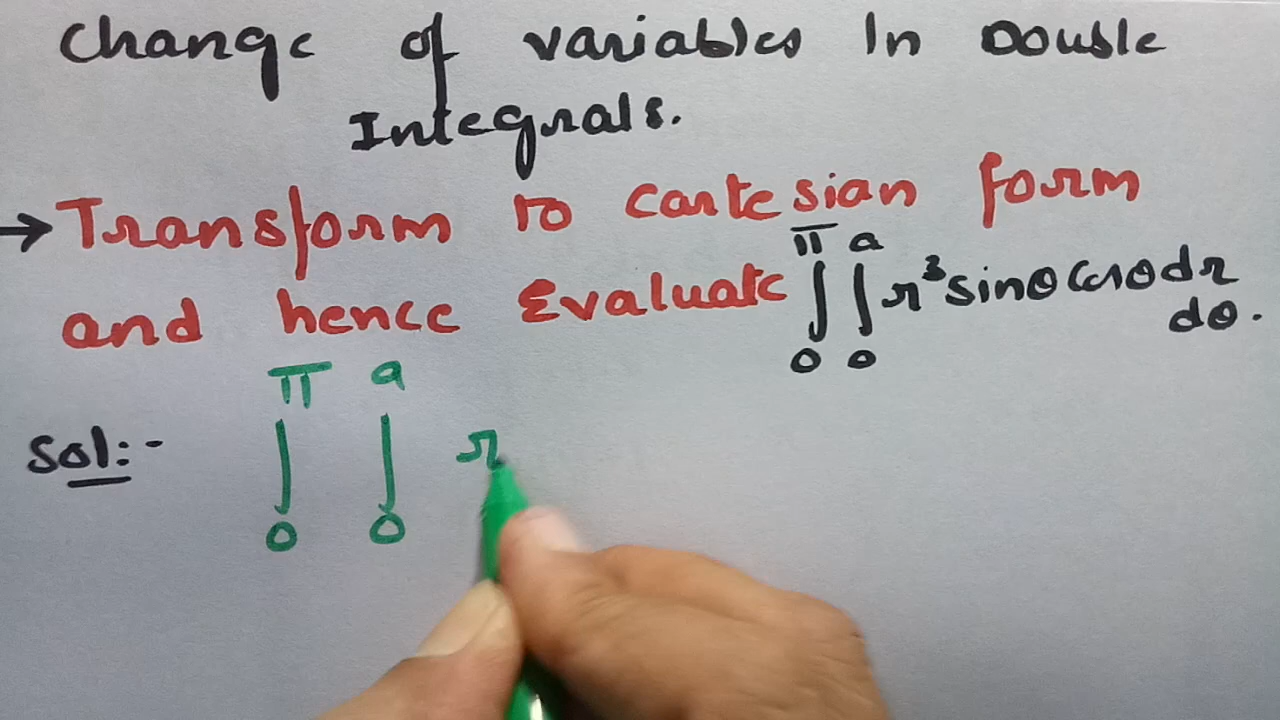 Change of variables In Double
Integrals.
→ Transform to cartesian form
and hence Evaluate ∫₀^π ∫₀^a r³ sinθ cosθ dr
dθ.
Sol:- ∫₀^π ∫₀^a r